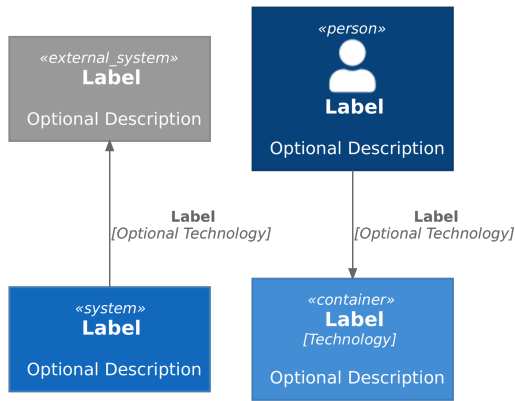 «external_system»
Label
Optional Description
«person»
Label
Optional Description
Label
[Optional Technology]
Label
[Optional Technology]
«system»
Label
Optional Description
«container»
Label
[Technology]
Optional Description